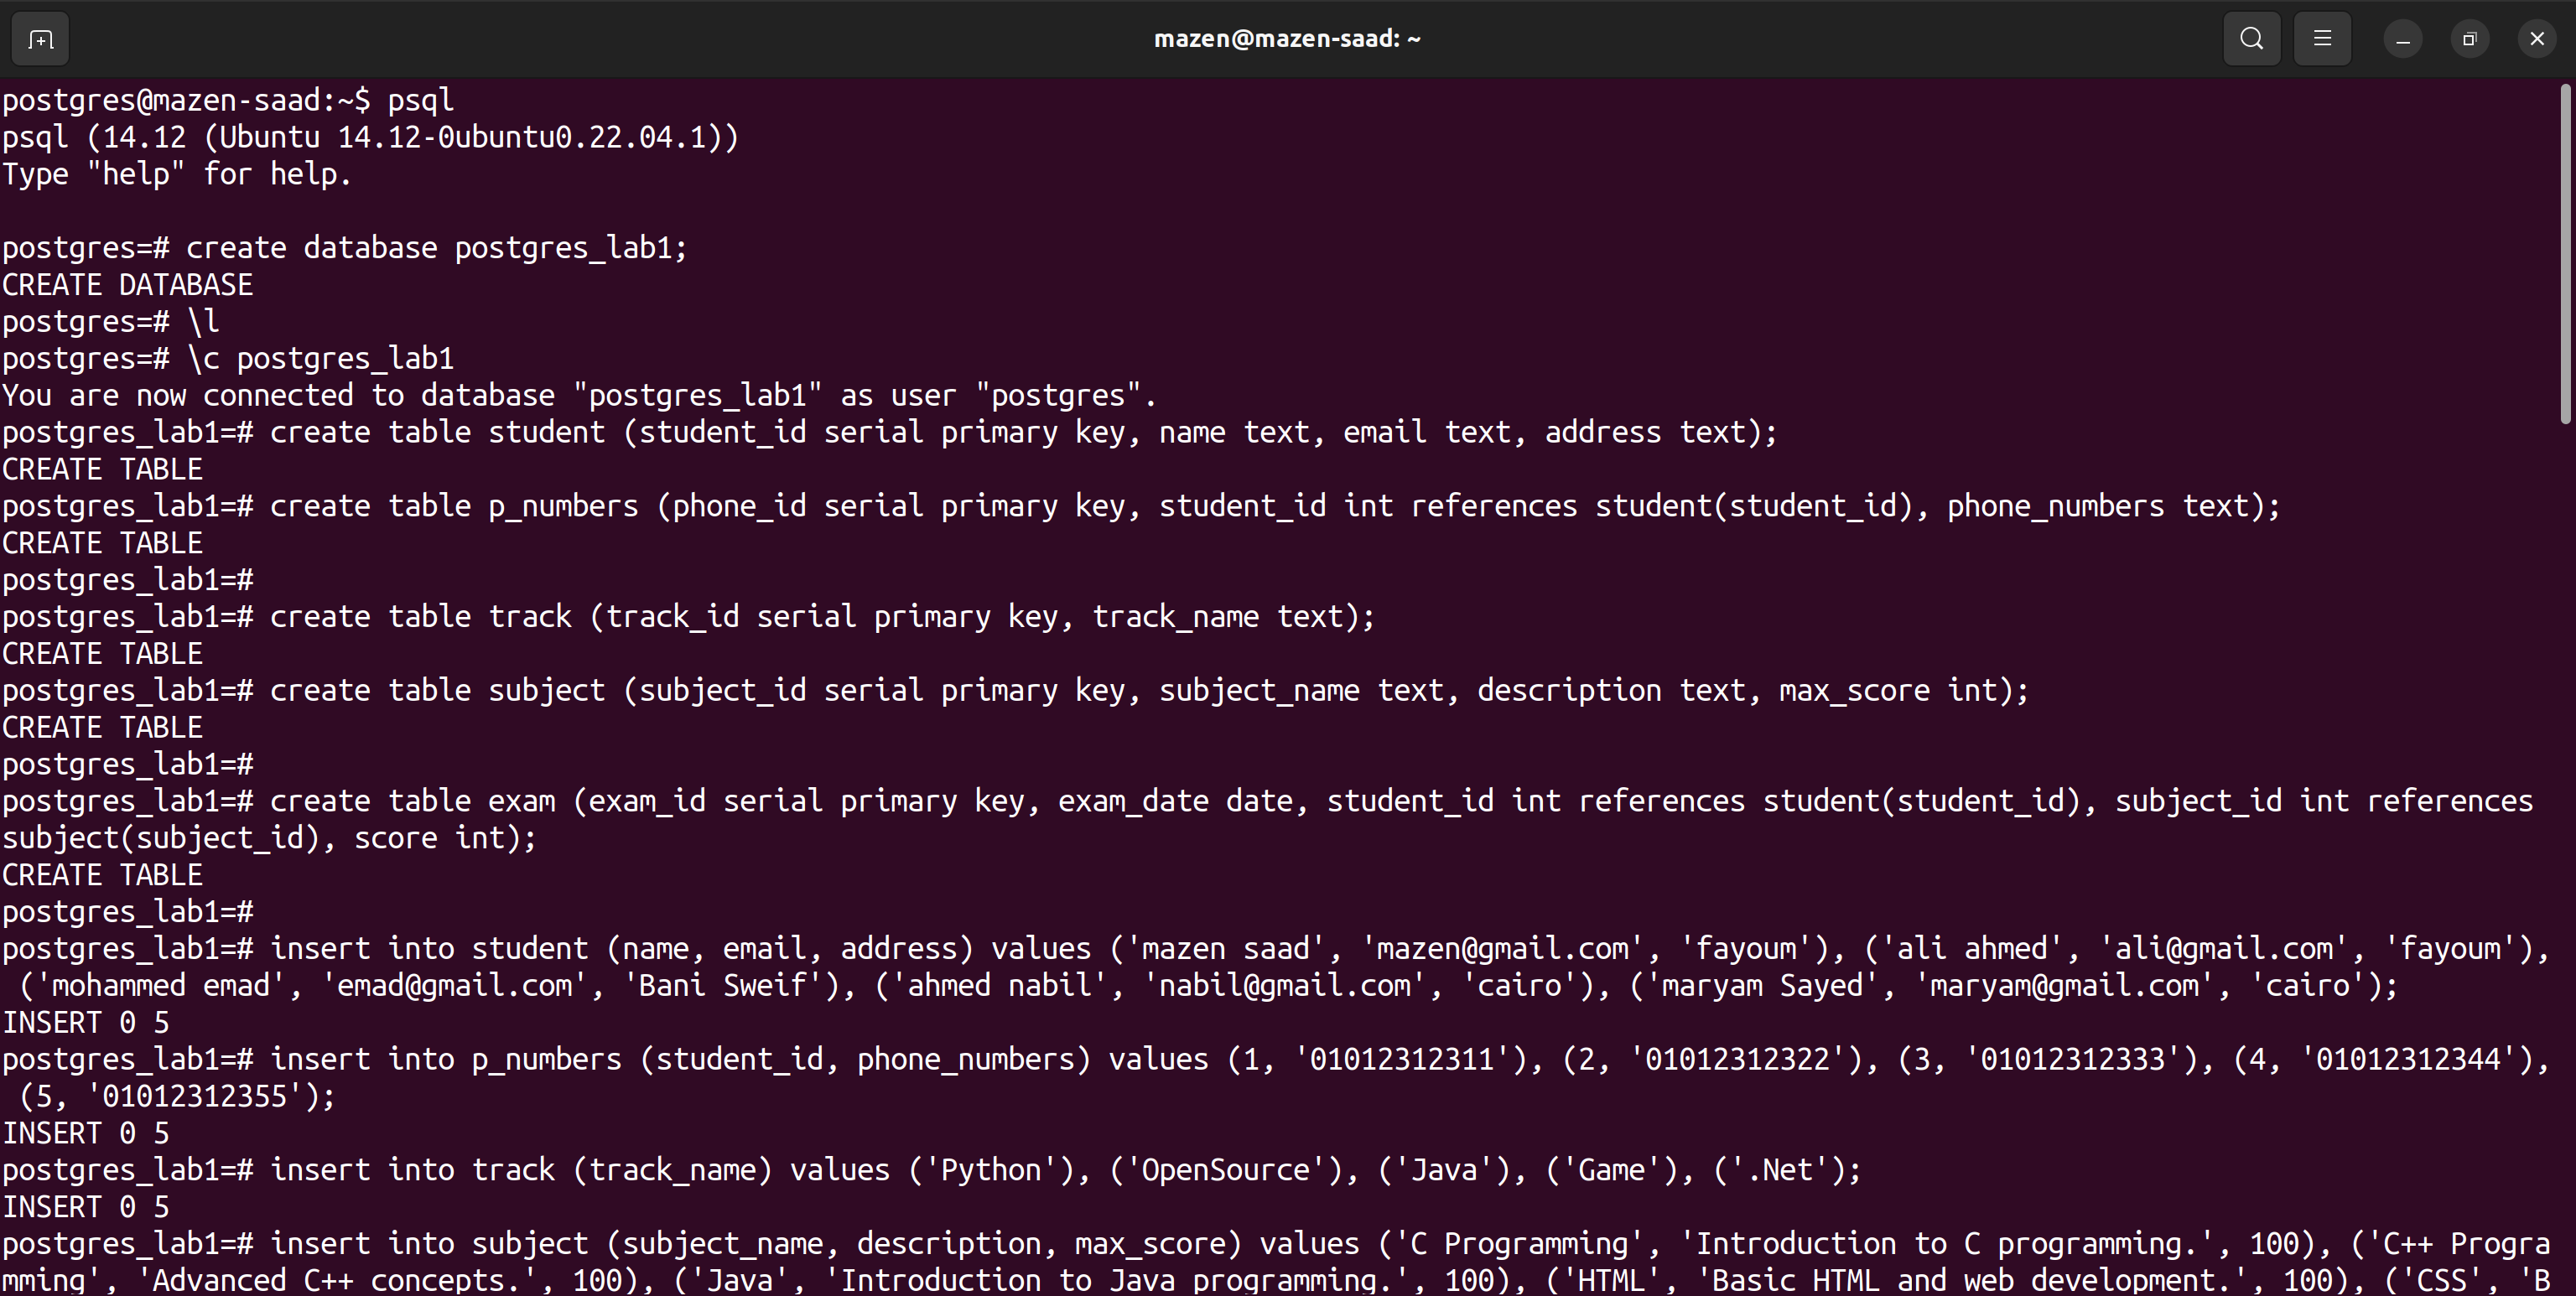 mazen@mazen-saad: ~
postgres@mazen-saad:~$ psql
psql (14.12 (Ubuntu 14.12-0ubuntu0.22.04.1))
Type "help" for help.
postgres=# create database postgres_lab1;
CREATE DATABASE
postgres=# \l
postgres=# \c postgres_lab1
You are now connected to database "postgres_lab1" as user "postgres".
postgres_lab1=# create table student (student_id serial primary key, name text, email text, address text);
CREATE TABLE
postgres_lab1=# create table p_numbers (phone_id serial primary key, student_id int references student(student_id), phone_numbers text);
CREATE TABLE
postgres_lab1=#
postgres_lab1=# create table track (track_id serial primary key, track_name text);
CREATE TABLE
postgres_lab1=# create table subject (subject_id serial primary key, subject_name text, description text, max_score int);
CREATE TABLE
postgres_lab1=#
postgres_lab1=# create table exam (exam_id serial primary key, exam_date date, student_id int references student(student_id), subject_id int references
subject(subject_id), score int);
CREATE TABLE
postgres_lab1=#
postgres_lab1=# insert into student (name, email, address) values ('mazen saad', 'mazen@gmail.com', 'fayoum'), ('ali ahmed', 'ali@gmail.com', 'fayoum'),
('mohammed emad', 'emad@gmail.com', 'Bani Sweif'), ('ahmed nabil', 'nabil@gmail.com', 'cairo'), ('maryam Sayed', 'maryam@gmail.com', 'cairo');
INSERT 0 5
postgres_lab1=# insert into p_numbers (student_id, phone_numbers) values (1, '01012312311'), (2, '01012312322'), (3, '01012312333'), (4, '01012312344'),
(5, '01012312355');
INSERT 0 5
postgres_lab1=# insert into track (track_name) values ('Python'), ('OpenSource'), ('Java'), ('Game'), ('.Net');
INSERT 0 5
postgres_lab1=# insert into subject (subject_name, description, max_score) values ('C Programming', 'Introduction to C programming.', 100), ('C++ Progra
mming', 'Advanced C++ concepts.', 100), ('Java', 'Introduction to Java programming.', 100), ('HTML', 'Basic HTML and web development.', 100), ('CSS', 'B